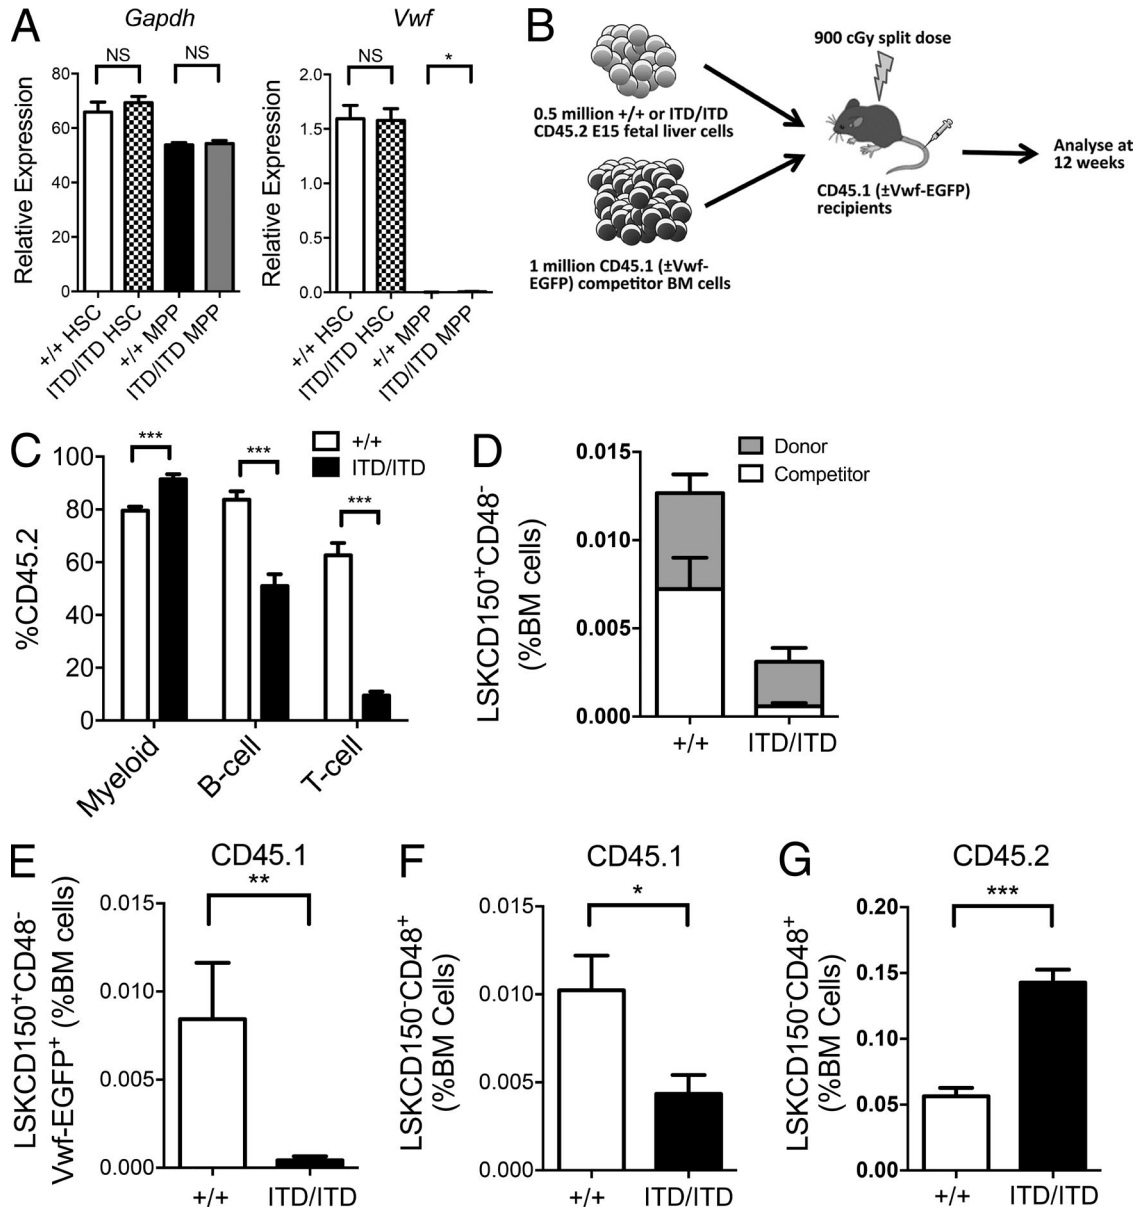 A
Gapdh
NS
NS
Relative Expression
80
60
40
20
0
+/+ HSC
ITD/ITD HSC
+/+ MPP
ITD/ITD MPP
Vwf
NS
*
Relative Expression
2.0
1.5
1.0
0.5
0.0
+/+ HSC
ITD/ITD HSC
+/+ MPP
ITD/ITD MPP
B
0.5 million +/+ or ITD/ITD
CD45.2 E15 fetal liver cells
1 million CD45.1 (±Vwf-
EGFP) competitor BM cells
900 cGy split dose
CD45.1 (±Vwf-EGFP)
recipients
Analyse at
12 weeks
C
+/+
ITD/ITD
***
***
***
%CD45.2
100
80
60
40
20
0
Myeloid
B-cell
T-cell
D
Donor
Competitor
LSKCD150+CD48-
(%BM cells)
0.015
0.010
0.005
0.000
+/+
ITD/ITD
E
CD45.1
**
LSKCD150+CD48-
Vwf-EGFP+ (%BM cells)
0.015
0.010
0.005
0.000
+/+
ITD/ITD
F
CD45.1
*
LSKCD150-CD48+
(%BM Cells)
0.015
0.010
0.005
0.000
+/+
ITD/ITD
G
CD45.2
***
LSKCD150-CD48+
(%BM Cells)
0.20
0.15
0.10
0.05
0.00
+/+
ITD/ITD